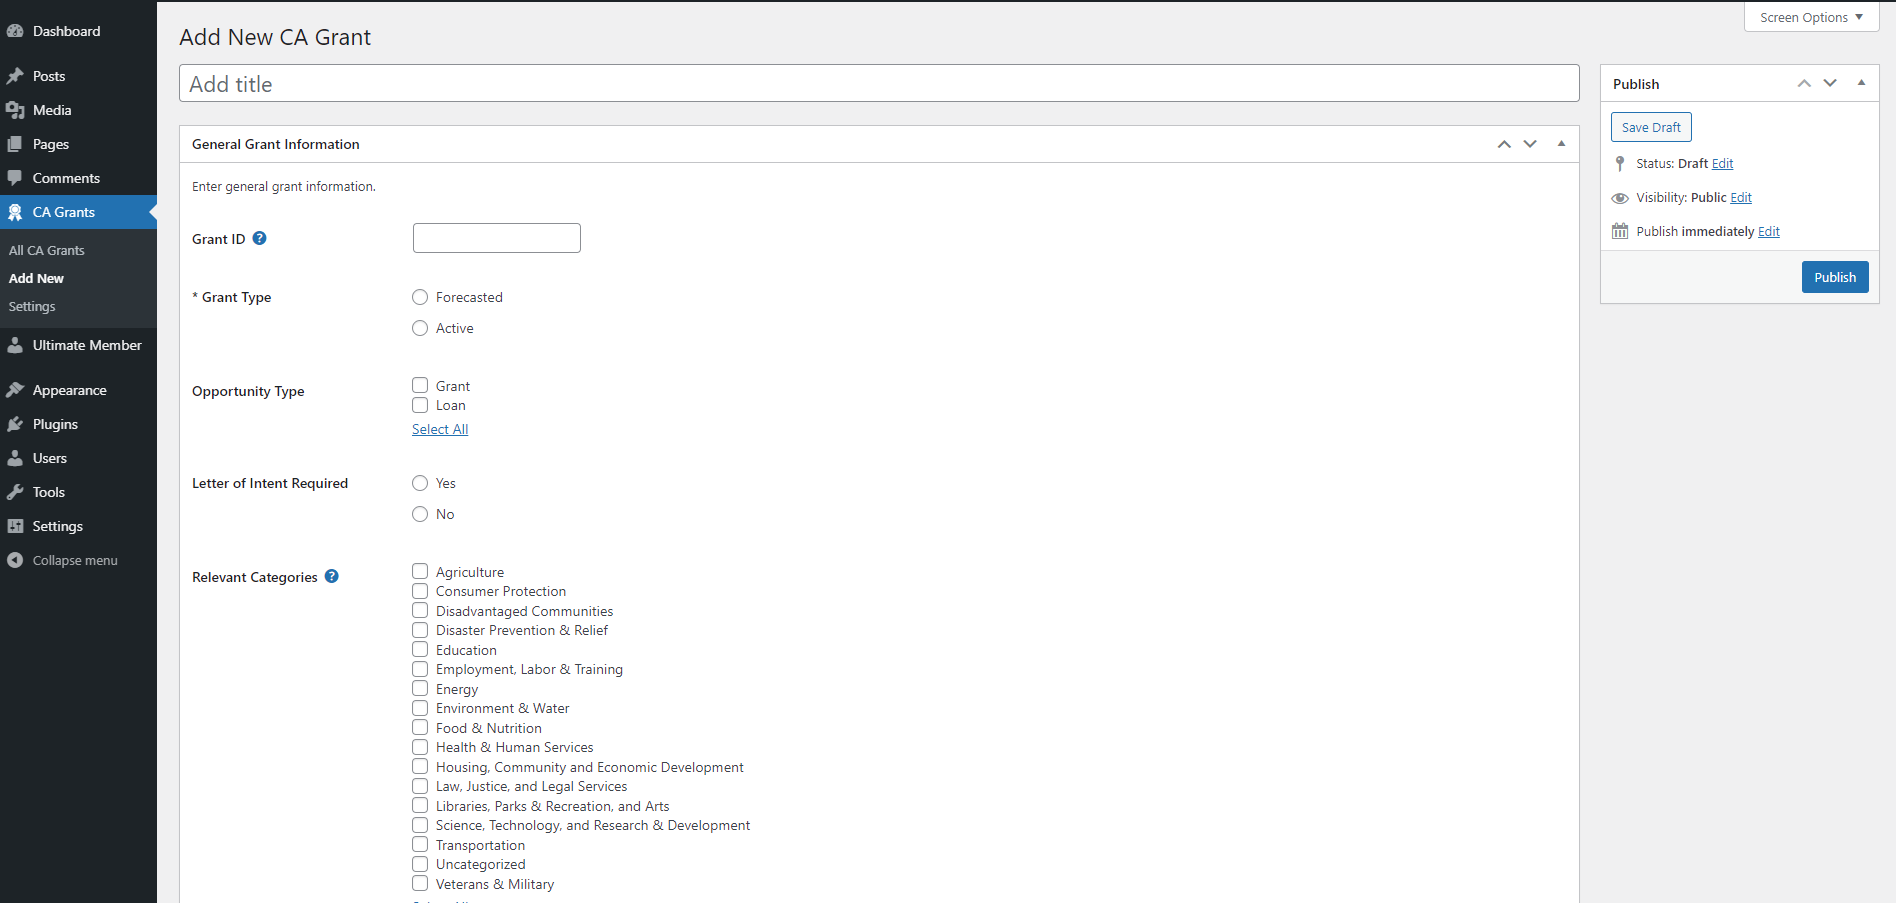 Dashboard
Posts
Media
Pages
Comments
CA Grants
All CA Grants
Add New
Settings
Ultimate Member
Appearance
Plugins
Users
Tools
Settings
Collapse menu
Screen Options
Add New CA Grant
Add title
General Grant Information
Enter general grant information.
Grant ID ?
* Grant Type
Forecasted
Active
Opportunity Type
Grant
Loan
Select All
Letter of Intent Required
Yes
No
Relevant Categories ?
Agriculture
Consumer Protection
Disadvantaged Communities
Disaster Prevention & Relief
Education
Employment, Labor & Training
Energy
Environment & Water
Food & Nutrition
Health & Human Services
Housing, Community and Economic Development
Law, Justice, and Legal Services
Libraries, Parks & Recreation, and Arts
Science, Technology, and Research & Development
Transportation
Uncategorized
Veterans & Military
Publish
Save Draft
Status: Draft Edit
Visibility: Public Edit
Publish immediately Edit
Publish